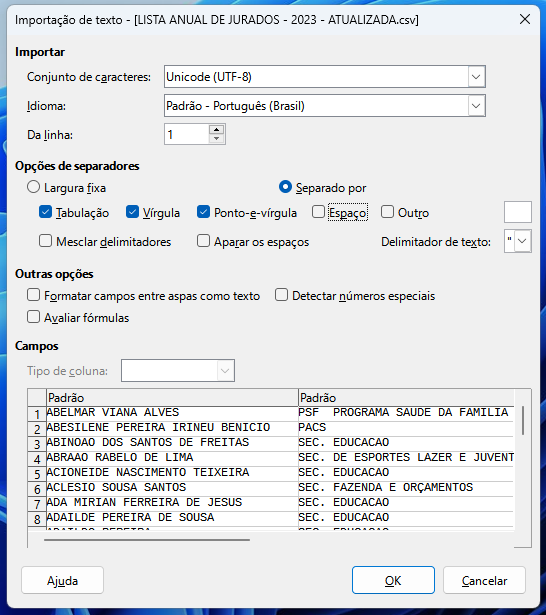 Importação de texto - [LISTA ANUAL DE JURADOS - 2023 - ATUALIZADA.csv]
Importar
Conjunto de caracteres: Unicode (UTF-8)
Idioma: Padrão - Português (Brasil)
Da linha: 1
Opções de separadores
Largura fixa Separado por
Tabulação Vírgula Ponto-e-vírgula Espaço Outro
Mesclar delimitadores Aparar os espaços Delimitador de texto: "
Outras opções
Formatar campos entre aspas como texto Detectar números especiais
Avaliar fórmulas
Campos
Tipo de coluna:
Padrão Padrão
1 ABELMAR VIANA ALVES PSF PROGRAMA SAUDE DA FAMILIA
2 ABESILENE PEREIRA IRINEU BENICIO PACS
3 ABINOAO DOS SANTOS DE FREITAS SEC. EDUCACAO
4 ABRAAO RABELO DE LIMA SEC. DE ESPORTES LAZER E JUVENT
5 ACIONEIDE NASCIMENTO TEIXEIRA SEC. EDUCACAO
6 ACLESIO SOUSA SANTOS SEC. FAZENDA E ORÇAMENTOS
7 ADA MIRIAN FERREIRA DE JESUS SEC. EDUCACAO
8 ADAILDE PEREIRA DE SOUSA SEC. EDUCACAO
Ajuda OK Cancelar